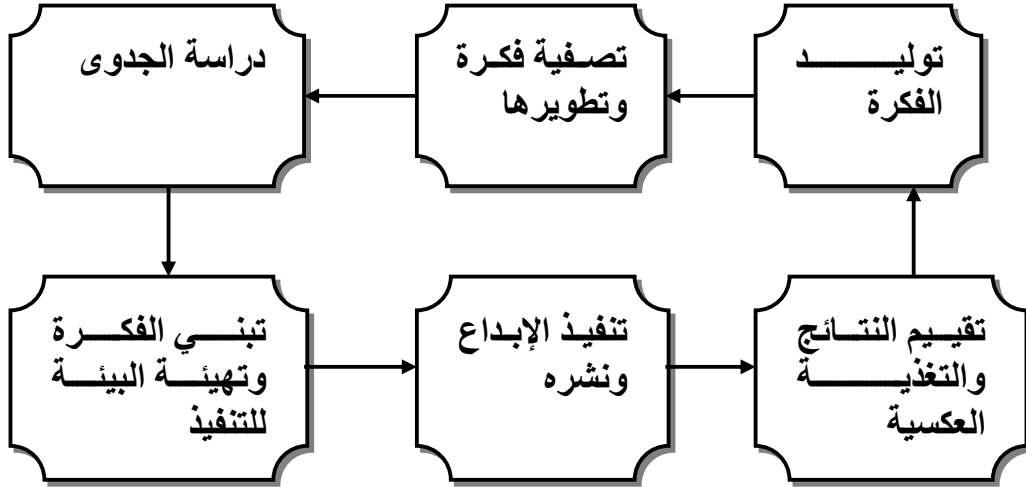 توليد
الفكرة
تصفية فكرة
وتطويرها
دراسة الجدوى
تبني الفكرة
وتهيئة البيئة
للتنفيذ
تنفيذ الإبداع
ونشره
تقييم النتائج
والتغذية
العكسية